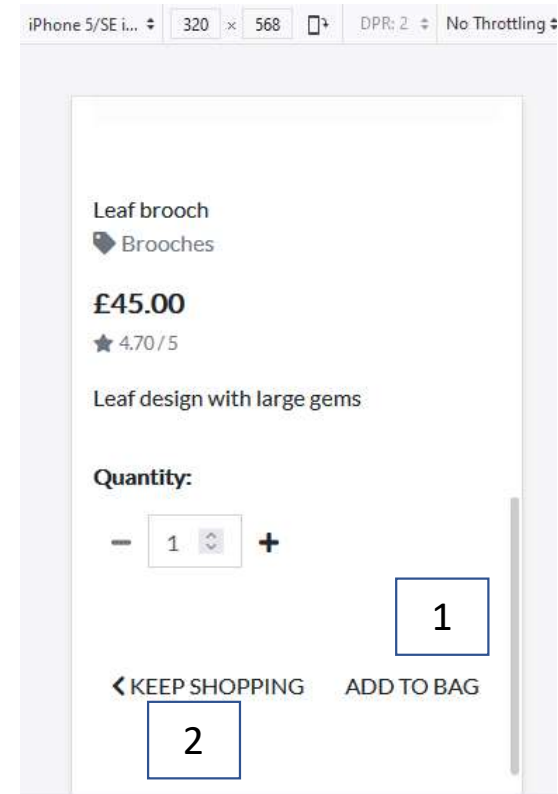 iPhone 5/SE i... 320 × 568 DPR: 2 No Throttling
Leaf brooch
Brooches
£45.00
4.70 / 5
Leaf design with large gems
Quantity:
1
1
KEEP SHOPPING ADD TO BAG
2